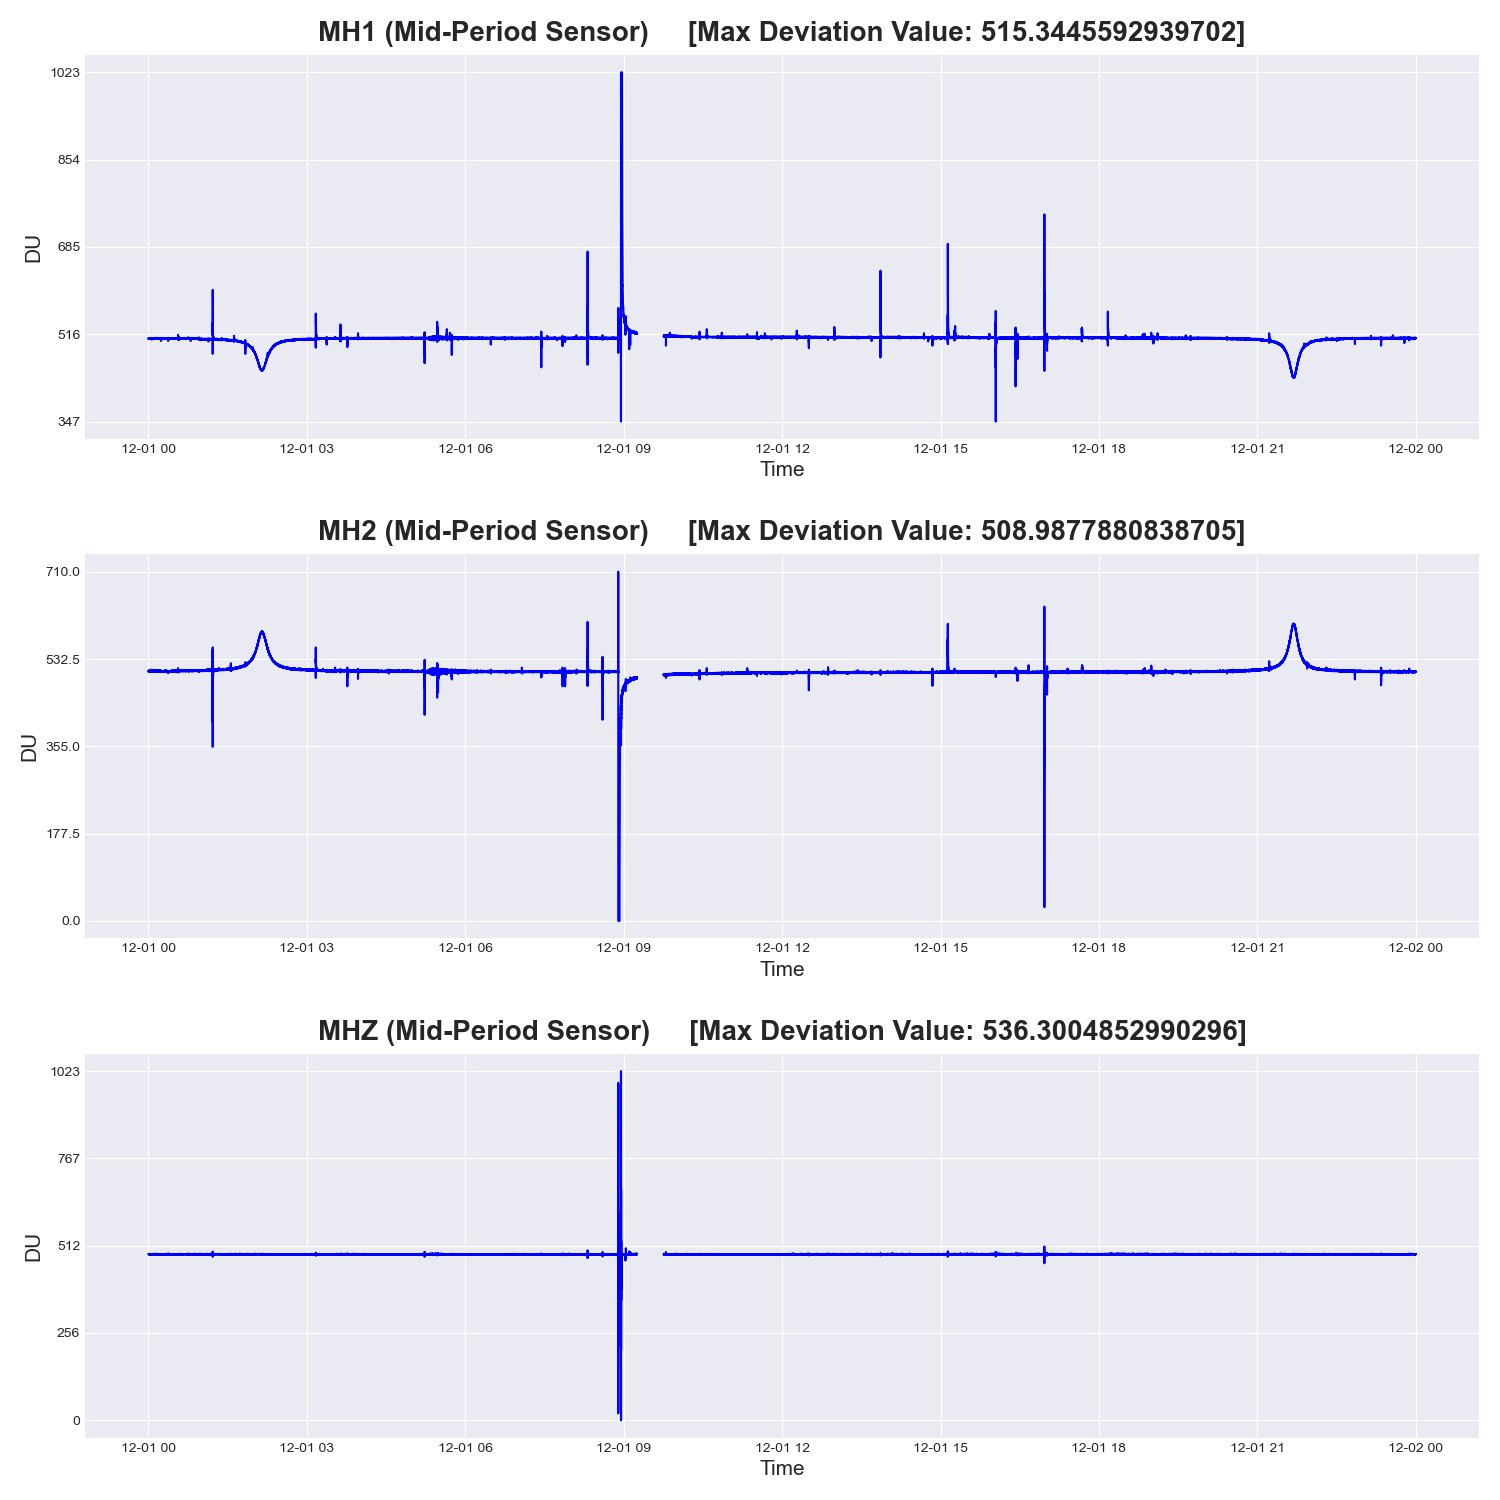 MH1 (Mid-Period Sensor) [Max Deviation Value: 515.3445592939702]
1023
854
685
516
347
DU
12-01 00 12-01 03 12-01 06 12-01 09 12-01 12 12-01 15 12-01 18 12-01 21 12-02 00
Time
MH2 (Mid-Period Sensor) [Max Deviation Value: 508.9877880838705]
710.0
532.5
355.0
177.5
0.0
DU
12-01 00 12-01 03 12-01 06 12-01 09 12-01 12 12-01 15 12-01 18 12-01 21 12-02 00
Time
MHZ (Mid-Period Sensor) [Max Deviation Value: 536.3004852990296]
1023
767
512
256
0
DU
12-01 00 12-01 03 12-01 06 12-01 09 12-01 12 12-01 15 12-01 18 12-01 21 12-02 00
Time